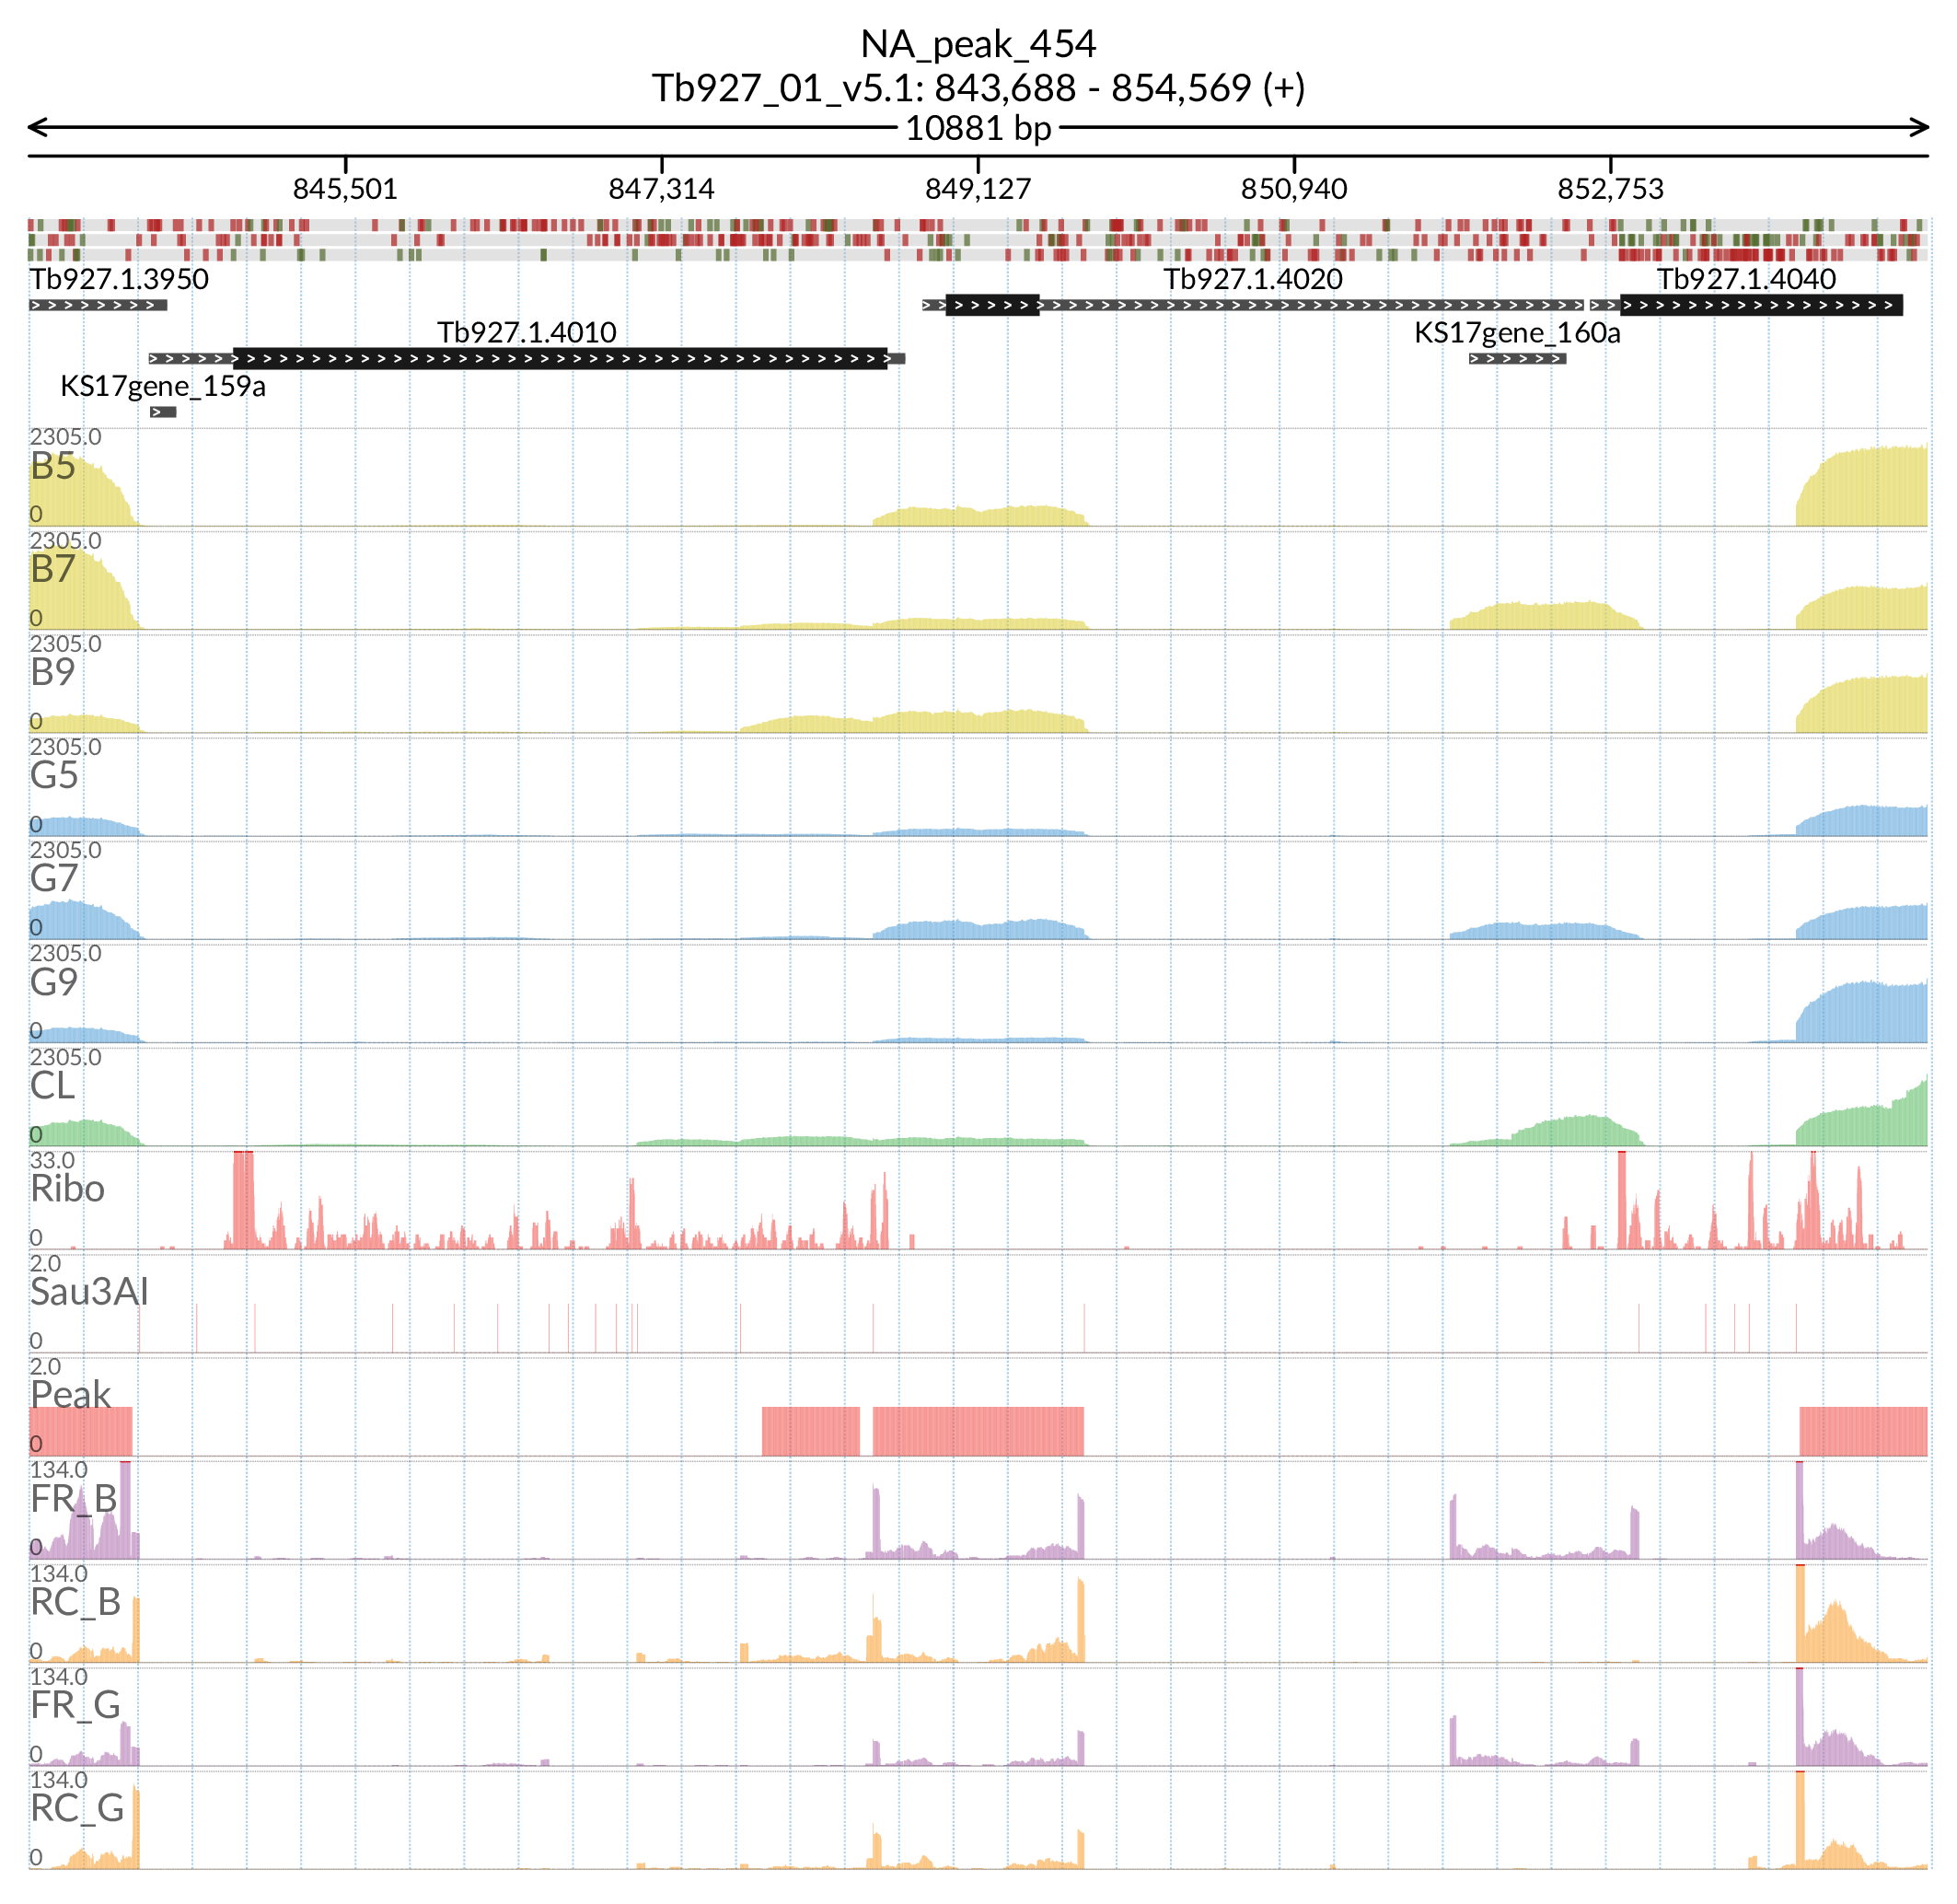 NA_peak_454
Tb927_01_v5.1: 843,688 - 854,569 (+)
10881 bp
845,501 847,314 849,127 850,940 852,753
Tb927.1.3950 Tb927.1.4020 Tb927.1.4040
Tb927.1.4010 KS17gene_160a
KS17gene_159a
2305.0
B5
0
2305.0
B7
0
2305.0
B9
0
2305.0
G5
0
2305.0
G7
0
2305.0
G9
0
2305.0
CL
0
33.0
Ribo
0
2.0
Sau3AI
0
2.0
Peak
0
134.0
FR_B
0
134.0
RC_B
0
134.0
FR_G
0
134.0
RC_G
0